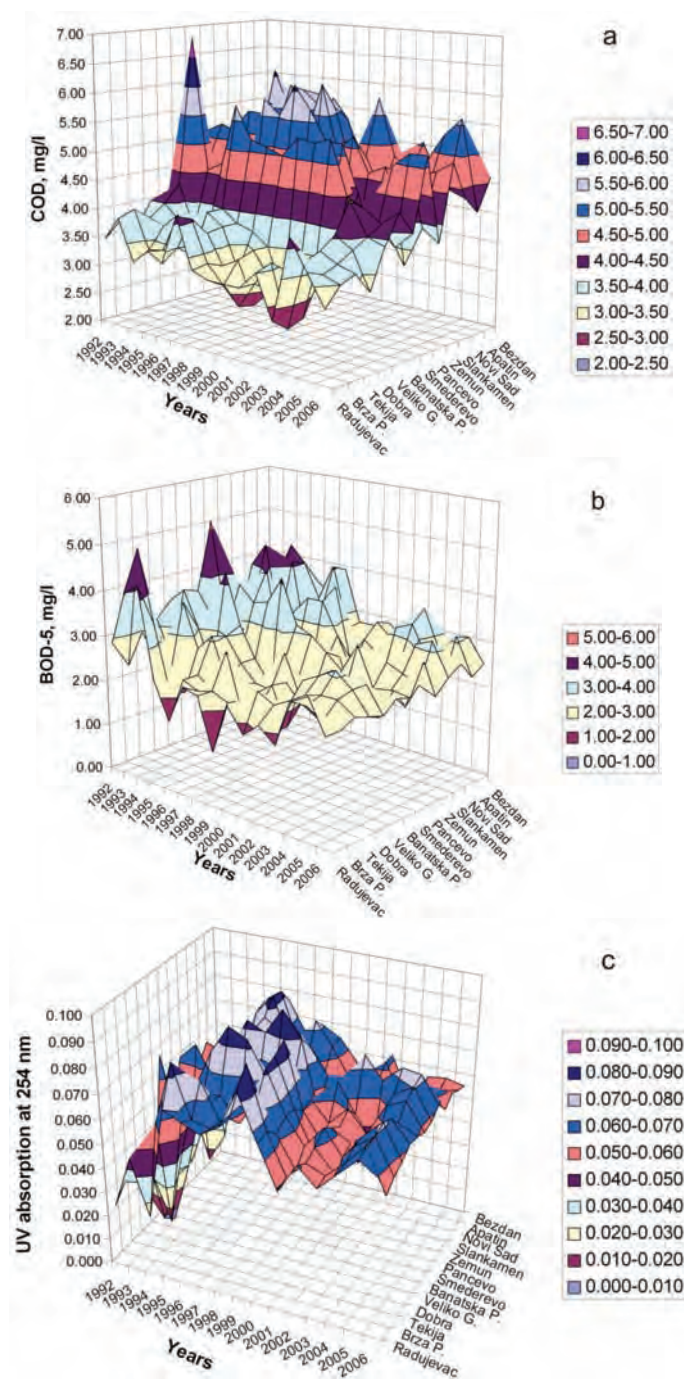 a
7.00
6.50
6.00
5.50
5.00
4.50
4.00
3.50
3.00
2.50
2.00
COD, mg/l
1992
1993
1994
1995
1996
1997
1998
1999
2000
2001
2002
2003
2004
2005
2006
Years
Bezdan
Apatin
Novi Sad
Slankamen
Zemun
Pancevo
Smederevo
Banatska P.
Veliko G.
Dobra
Tekija
Brza P.
Radujevac
6.50-7.00
6.00-6.50
5.50-6.00
5.00-5.50
4.50-5.00
4.00-4.50
3.50-4.00
3.00-3.50
2.50-3.00
2.00-2.50
b
6.00
5.00
4.00
3.00
2.00
1.00
0.00
BOD-5, mg/l
1992
1993
1994
1995
1996
1997
1998
1999
2000
2001
2002
2003
2004
2005
2006
Years
Bezdan
Apatin
Novi Sad
Slankamen
Zemun
Pancevo
Smederevo
Banatska P.
Veliko G.
Dobra
Tekija
Brza P.
Radujevac
5.00-6.00
4.00-5.00
3.00-4.00
2.00-3.00
1.00-2.00
0.00-1.00
c
0.100
0.090
0.080
0.070
0.060
0.050
0.040
0.030
0.020
0.010
0.000
UV absorption at 254 nm
1992
1993
1994
1995
1996
1997
1998
1999
2000
2001
2002
2003
2004
2005
2006
Years
Bezdan
Apatin
Novi Sad
Slankamen
Zemun
Pancevo
Smederevo
Banatska P.
Veliko G.
Dobra
Tekija
Brza P.
Radujevac
0.090-0.100
0.080-0.090
0.070-0.080
0.060-0.070
0.050-0.060
0.040-0.050
0.030-0.040
0.020-0.030
0.010-0.020
0.000-0.010